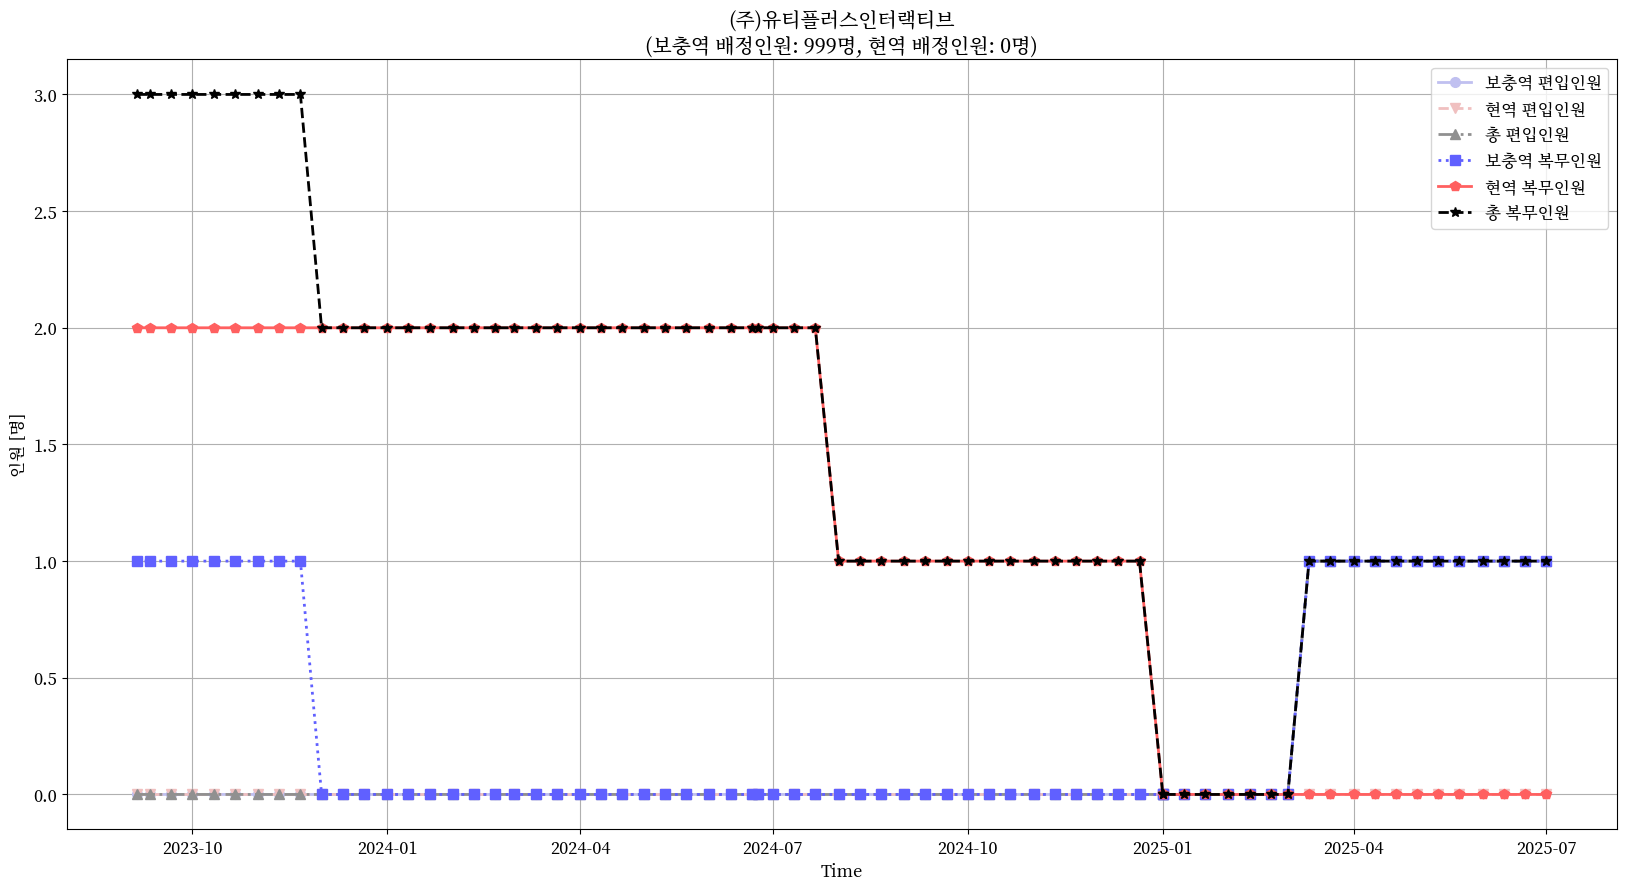 (주)유티플러스인터랙티브
(보충역 배정인원: 999명, 현역 배정인원: 0명)
보충역 편입인원
현역 편입인원
총 편입인원
보충역 복무인원
현역 복무인원
총 복무인원
3.0
2.5
2.0
1.5
1.0
0.5
0.0
인원 [명]
2023-10 2024-01 2024-04 2024-07 2024-10 2025-01 2025-04 2025-07
Time